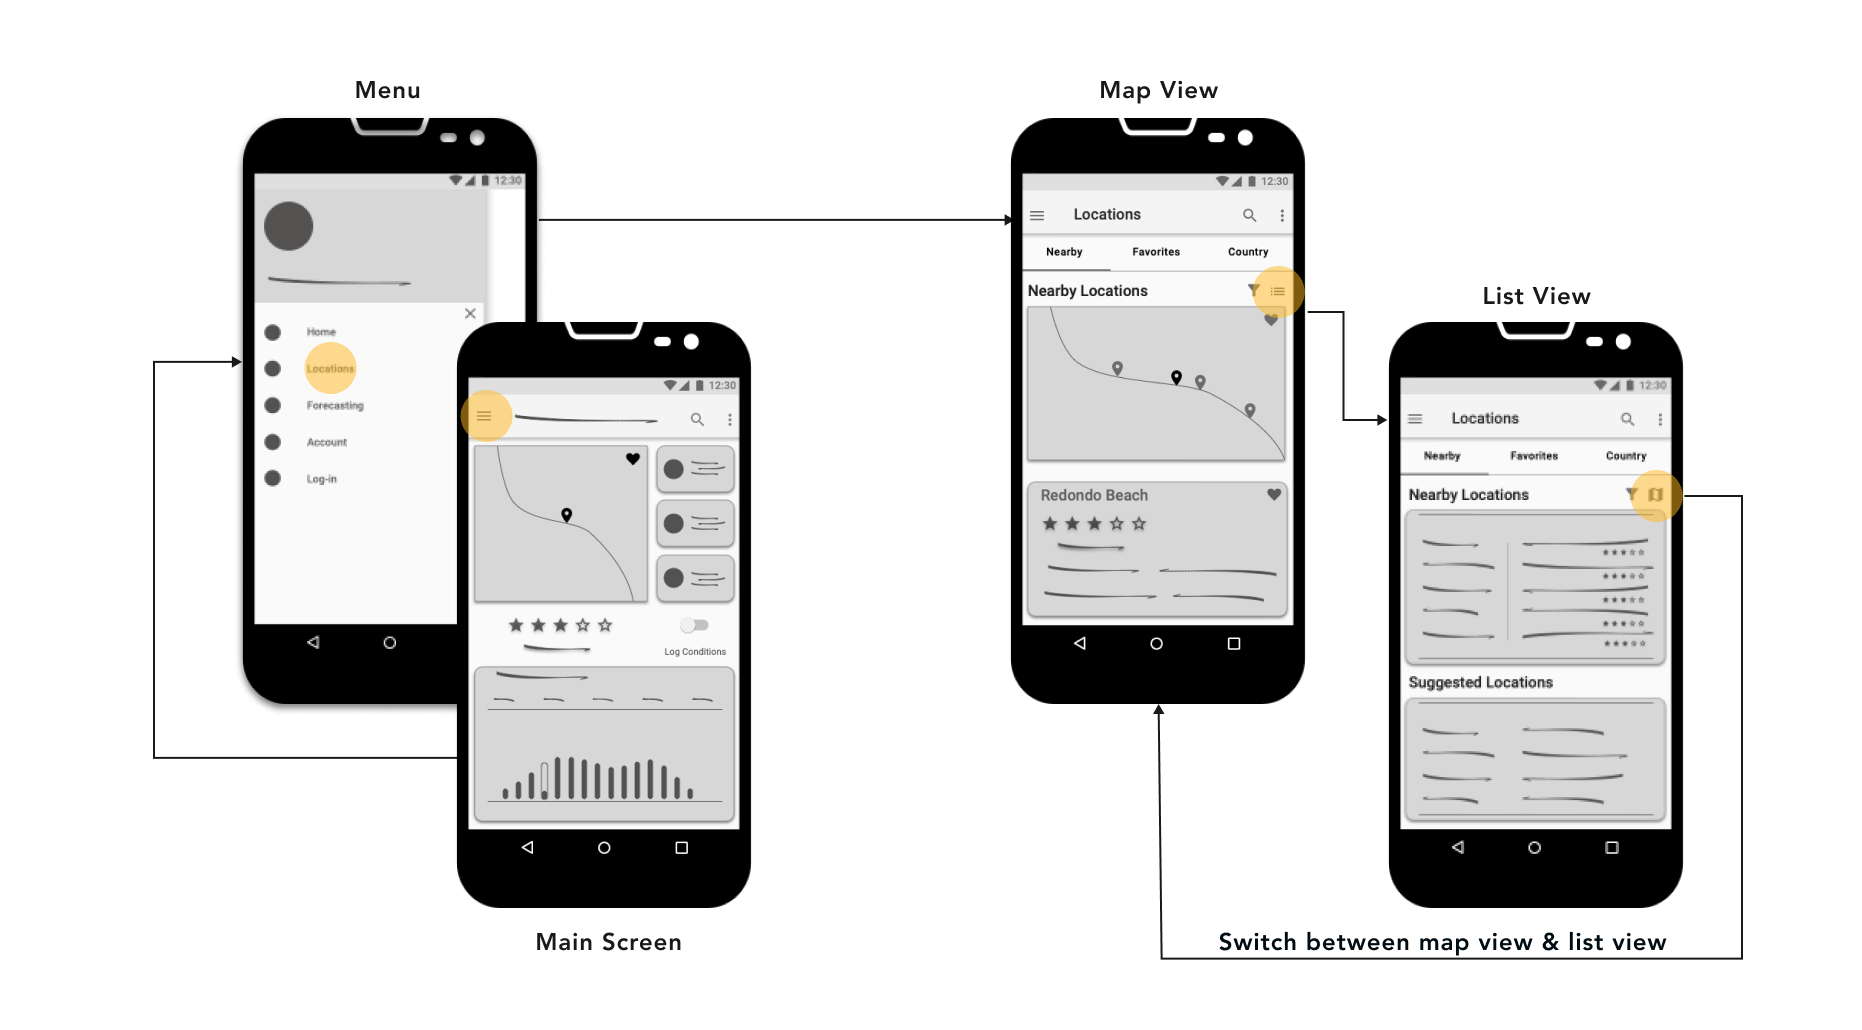 Menu
12:30
Home
Locations
Forecasting
Account
Log-in
12:30
Log Conditions
Main Screen
Map View
12:30
Locations
Nearby Favorites Country
Nearby Locations
Redondo Beach
List View
12:30
Locations
Nearby Favorites Country
Nearby Locations
Suggested Locations
Switch between map view & list view